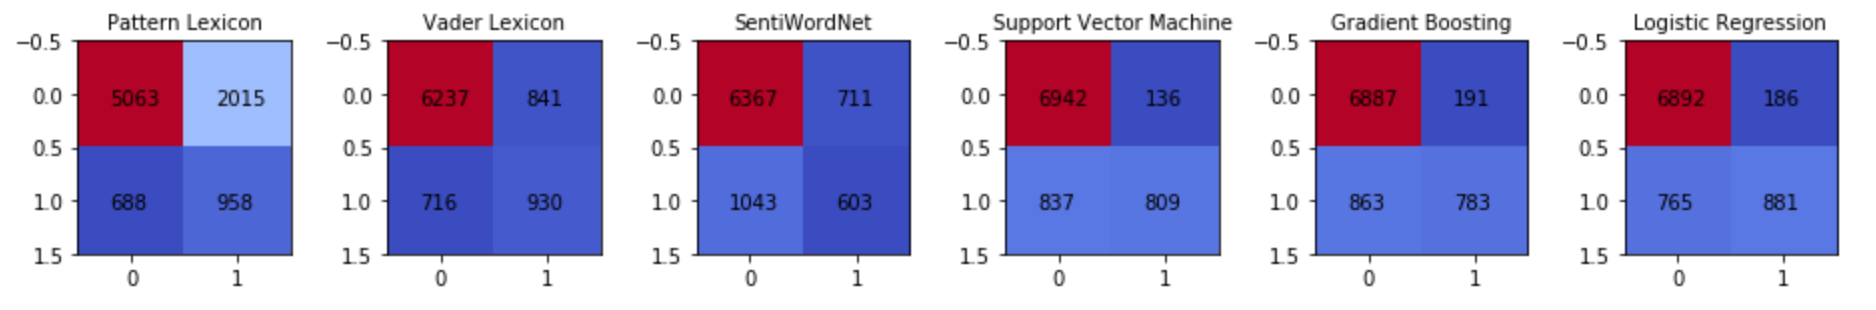 Pattern Lexicon Vader Lexicon SentiWordNet Support Vector Machine Gradient Boosting Logistic Regression
−0.5 −0.5 −0.5 −0.5 −0.5 −0.5
0.0 5063 2015 0.0 6237 841 0.0 6367 711 0.0 6942 136 0.0 6887 191 0.0 6892 186
0.5 0.5 0.5 0.5 0.5 0.5
1.0 688 958 1.0 716 930 1.0 1043 603 1.0 837 809 1.0 863 783 1.0 765 881
1.5 1.5 1.5 1.5 1.5 1.5
0 1 0 1 0 1 0 1 0 1 0 1